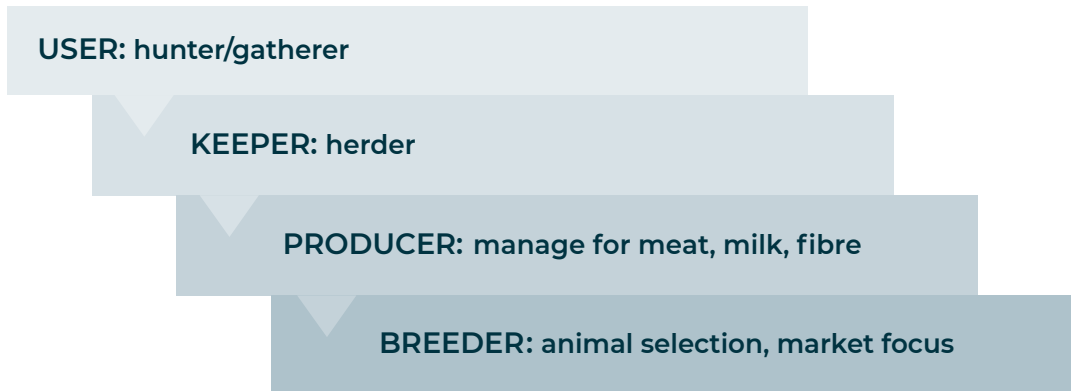 USER: hunter/gatherer
KEEPER: herder
PRODUCER: manage for meat, milk, fibre
BREEDER: animal selection, market focus